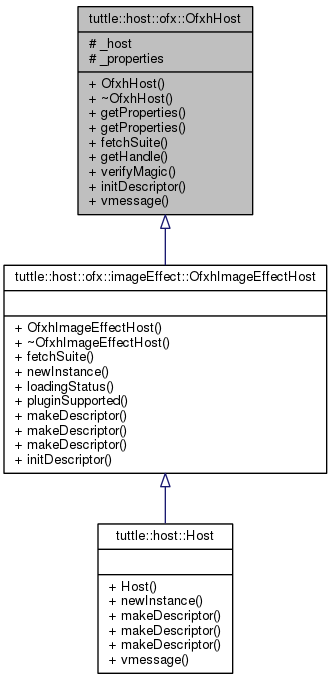 tuttle::host::ofx::OfxhHost
# _host
# _properties
+ OfxhHost()
+ ~OfxhHost()
+ getProperties()
+ getProperties()
+ fetchSuite()
+ getHandle()
+ verifyMagic()
+ initDescriptor()
+ vmessage()
tuttle::host::ofx::imageEffect::OfxhImageEffectHost
+ OfxhImageEffectHost()
+ ~OfxhImageEffectHost()
+ fetchSuite()
+ newInstance()
+ loadingStatus()
+ pluginSupported()
+ makeDescriptor()
+ makeDescriptor()
+ makeDescriptor()
+ initDescriptor()
tuttle::host::Host
+ Host()
+ newInstance()
+ makeDescriptor()
+ makeDescriptor()
+ makeDescriptor()
+ vmessage()